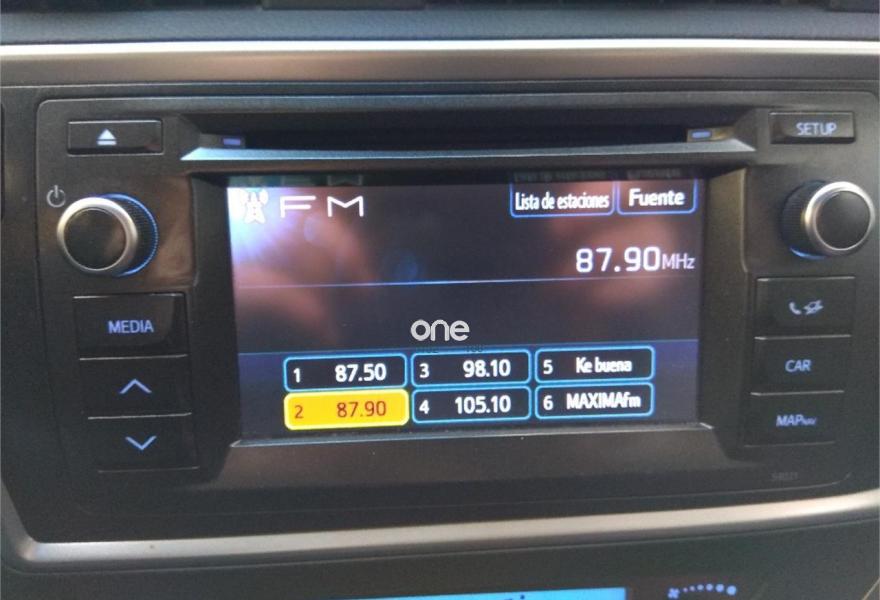 SETUP
FM
Lista de estaciones
Fuente
87.90MHz
one
MEDIA
CAR
MAPNAV
1 87.50
3 98.10
5 Ke buena
2 87.90
4 105.10
6 MAXIMAfm